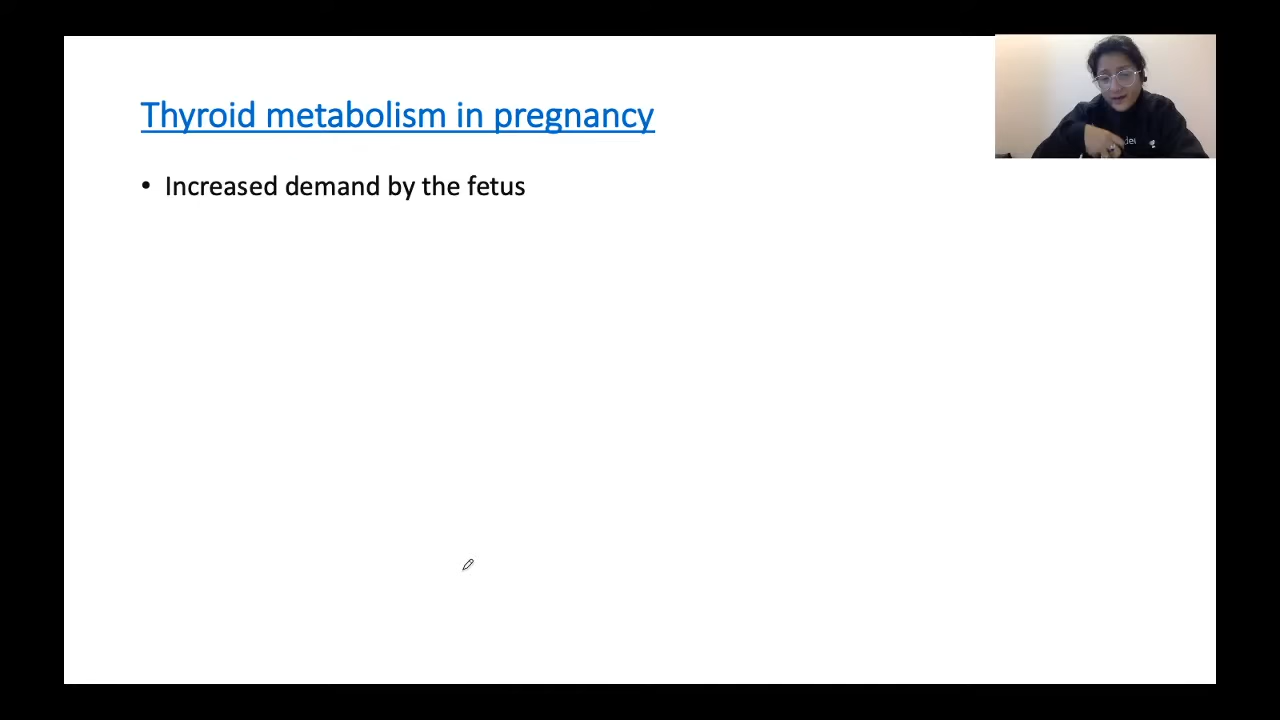 Thyroid metabolism in pregnancy
• Increased demand by the fetus